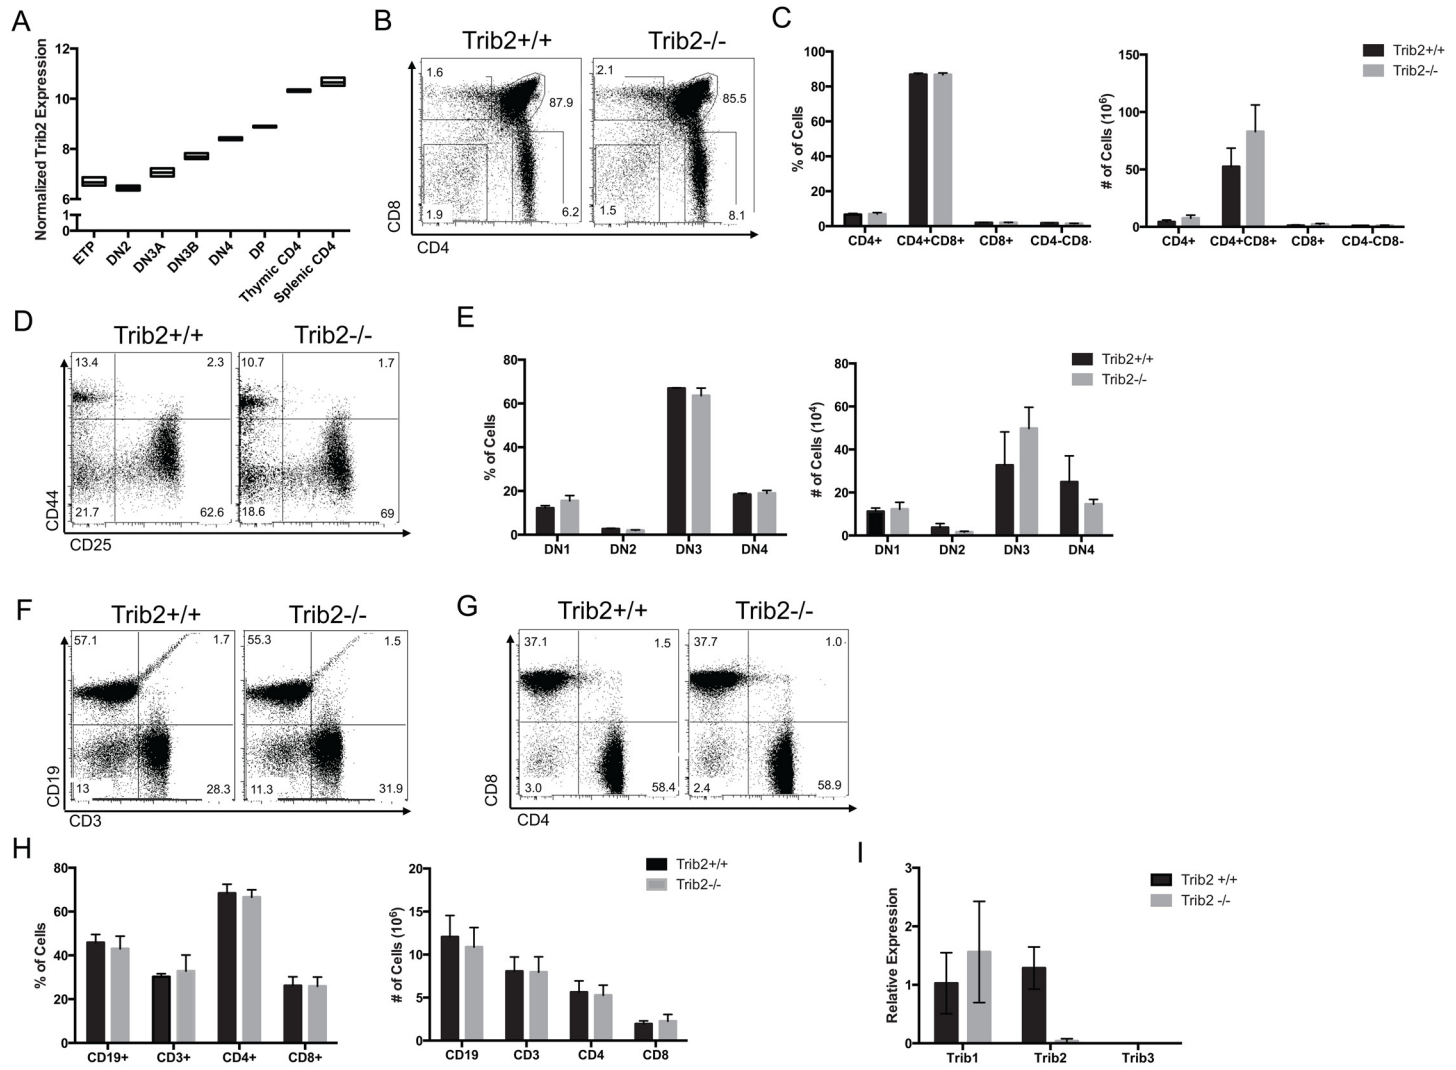 A
Normalized Trib2 Expression
12
10
8
6
1
0
ETP
DN2
DN3A
DN3B
DN4
DP
Thymic CD4
Splenic CD4
B
Trib2+/+
Trib2-/-
1.6
87.9
1.9
6.2
2.1
85.5
1.5
8.1
CD8
CD4
C
% of Cells
100
80
60
40
20
0
CD4+
CD4+CD8+
CD8+
CD4-CD8-
# of Cells (10⁶)
150
100
50
0
CD4+
CD4+CD8+
CD8+
CD4-CD8-
Trib2+/+
Trib2-/-
D
Trib2+/+
Trib2-/-
13.4
2.3
21.7
62.6
10.7
1.7
18.6
69
CD44
CD25
E
% of Cells
80
60
40
20
0
DN1
DN2
DN3
DN4
# of Cells (10⁴)
80
60
40
20
0
DN1
DN2
DN3
DN4
Trib2+/+
Trib2-/-
F
Trib2+/+
Trib2-/-
57.1
1.7
13
28.3
55.3
1.5
11.3
31.9
CD19
CD3
G
Trib2+/+
Trib2-/-
37.1
1.5
3.0
58.4
37.7
1.0
2.4
58.9
CD8
CD4
H
% of Cells
80
60
40
20
0
CD19+
CD3+
CD4+
CD8+
# of Cells (10⁶)
20
15
10
5
0
CD19
CD3
CD4
CD8
Trib2+/+
Trib2-/-
I
Relative Expression
3
2
1
0
Trib1
Trib2
Trib3
Trib2 +/+
Trib2 -/-